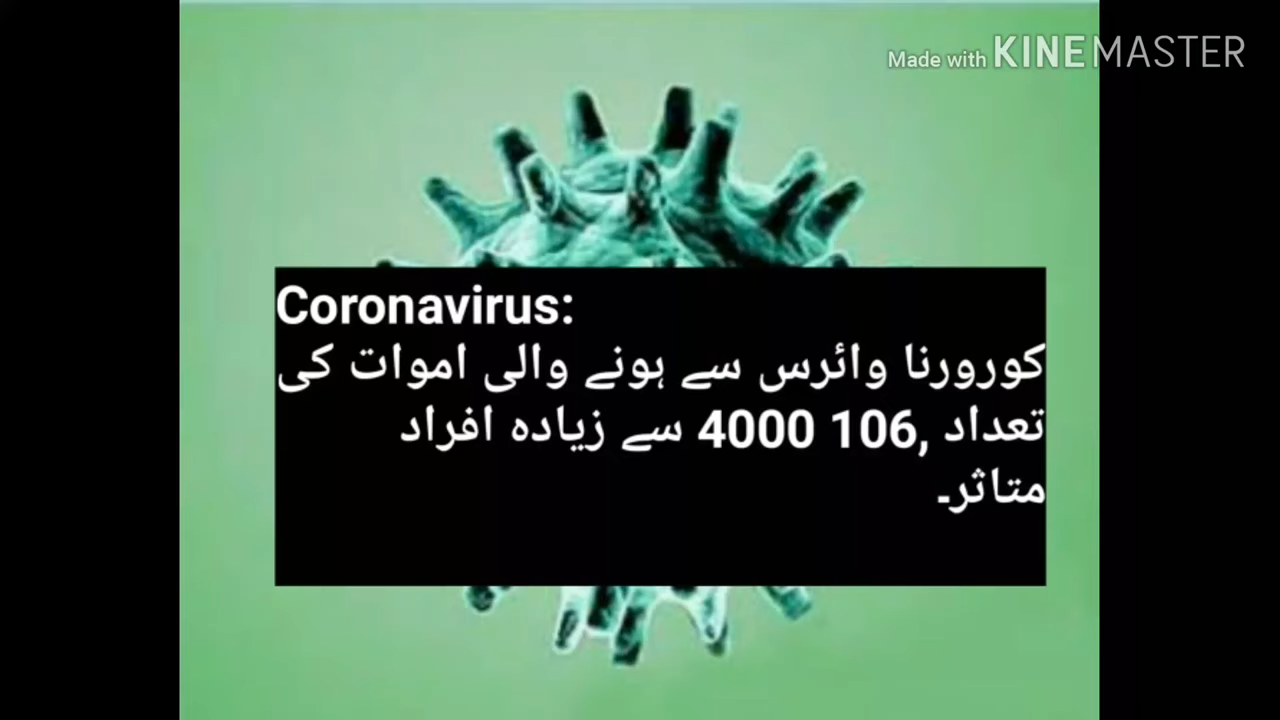 Made with KINEMASTER
Coronavirus:
کورورنا وائرس سے ہونے والی اموات کی
تعداد ,106 4000 سے زیادہ افراد
متاثر۔